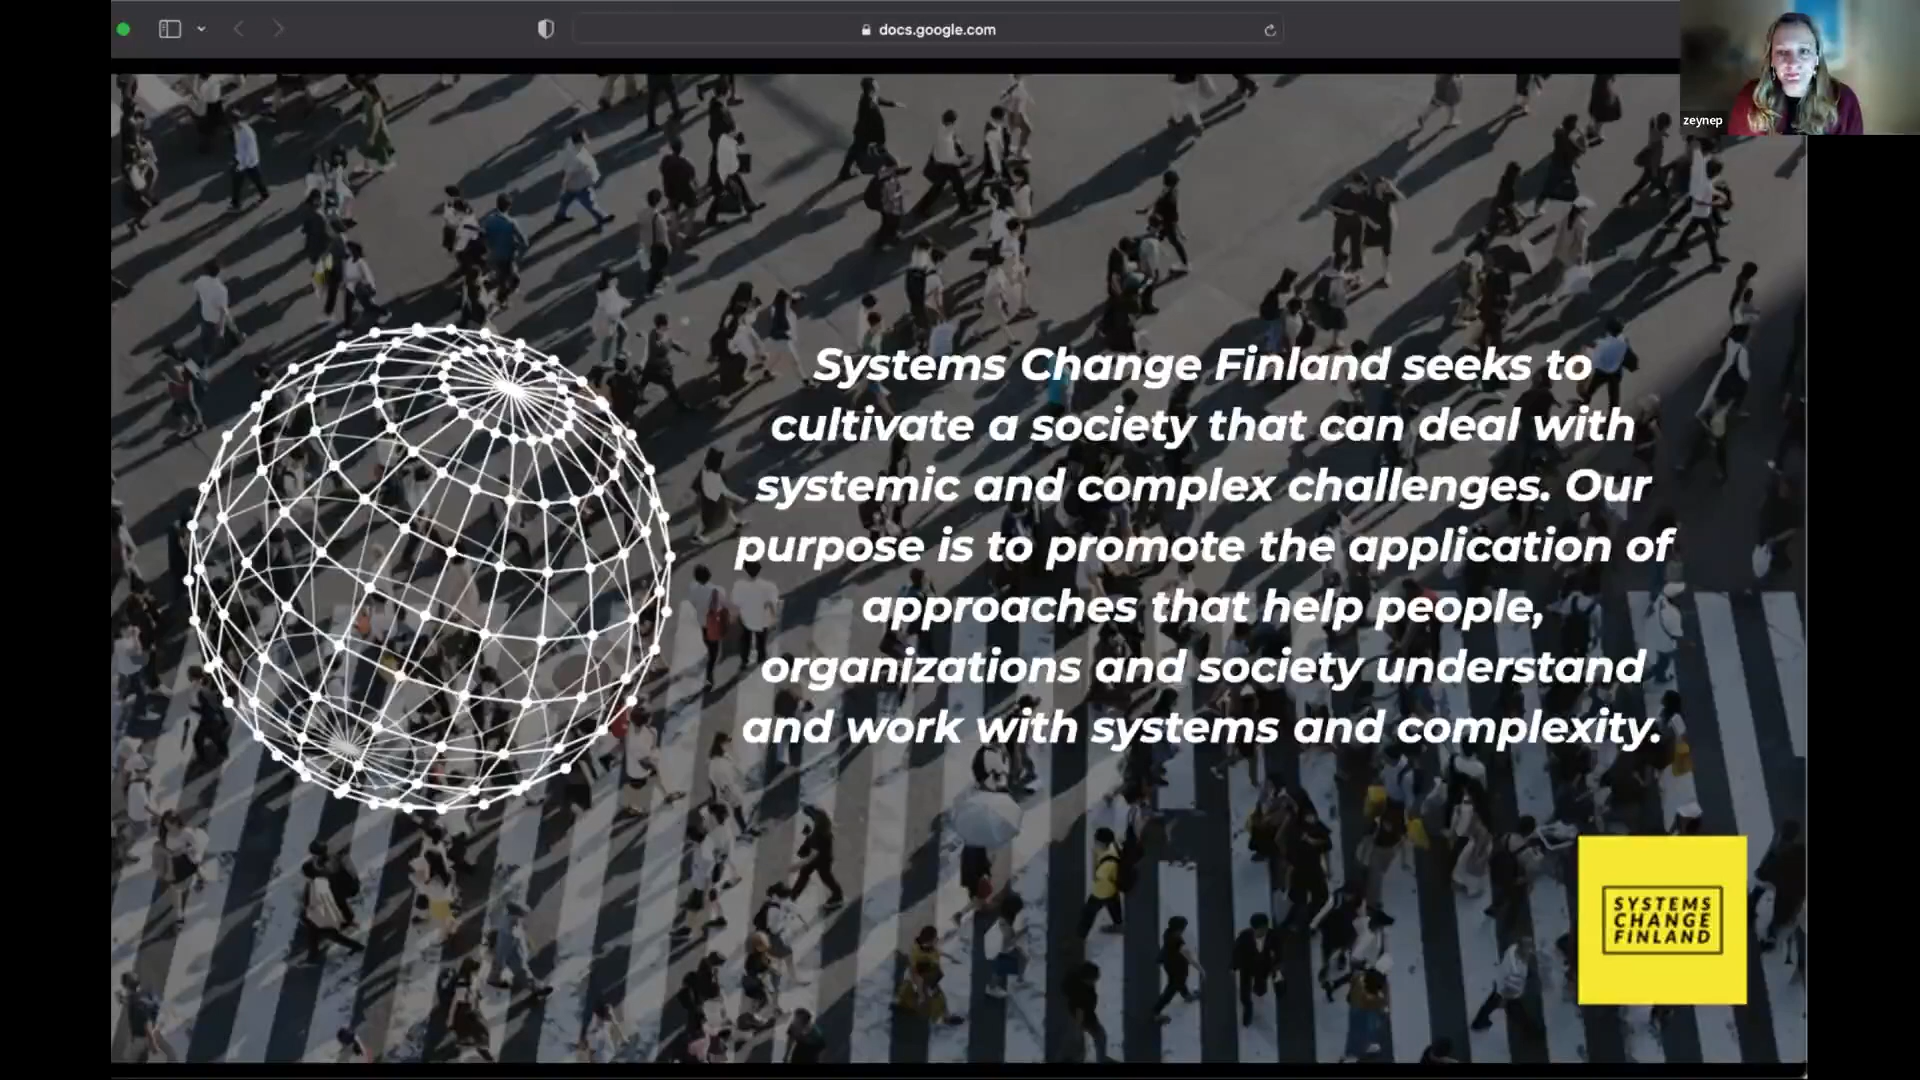 docs.google.com
zeynep
Systems Change Finland seeks to
cultivate a society that can deal with
systemic and complex challenges. Our
purpose is to promote the application of
approaches that help people,
organizations and society understand
and work with systems and complexity.
SYSTEMS
CHANGE
FINLAND